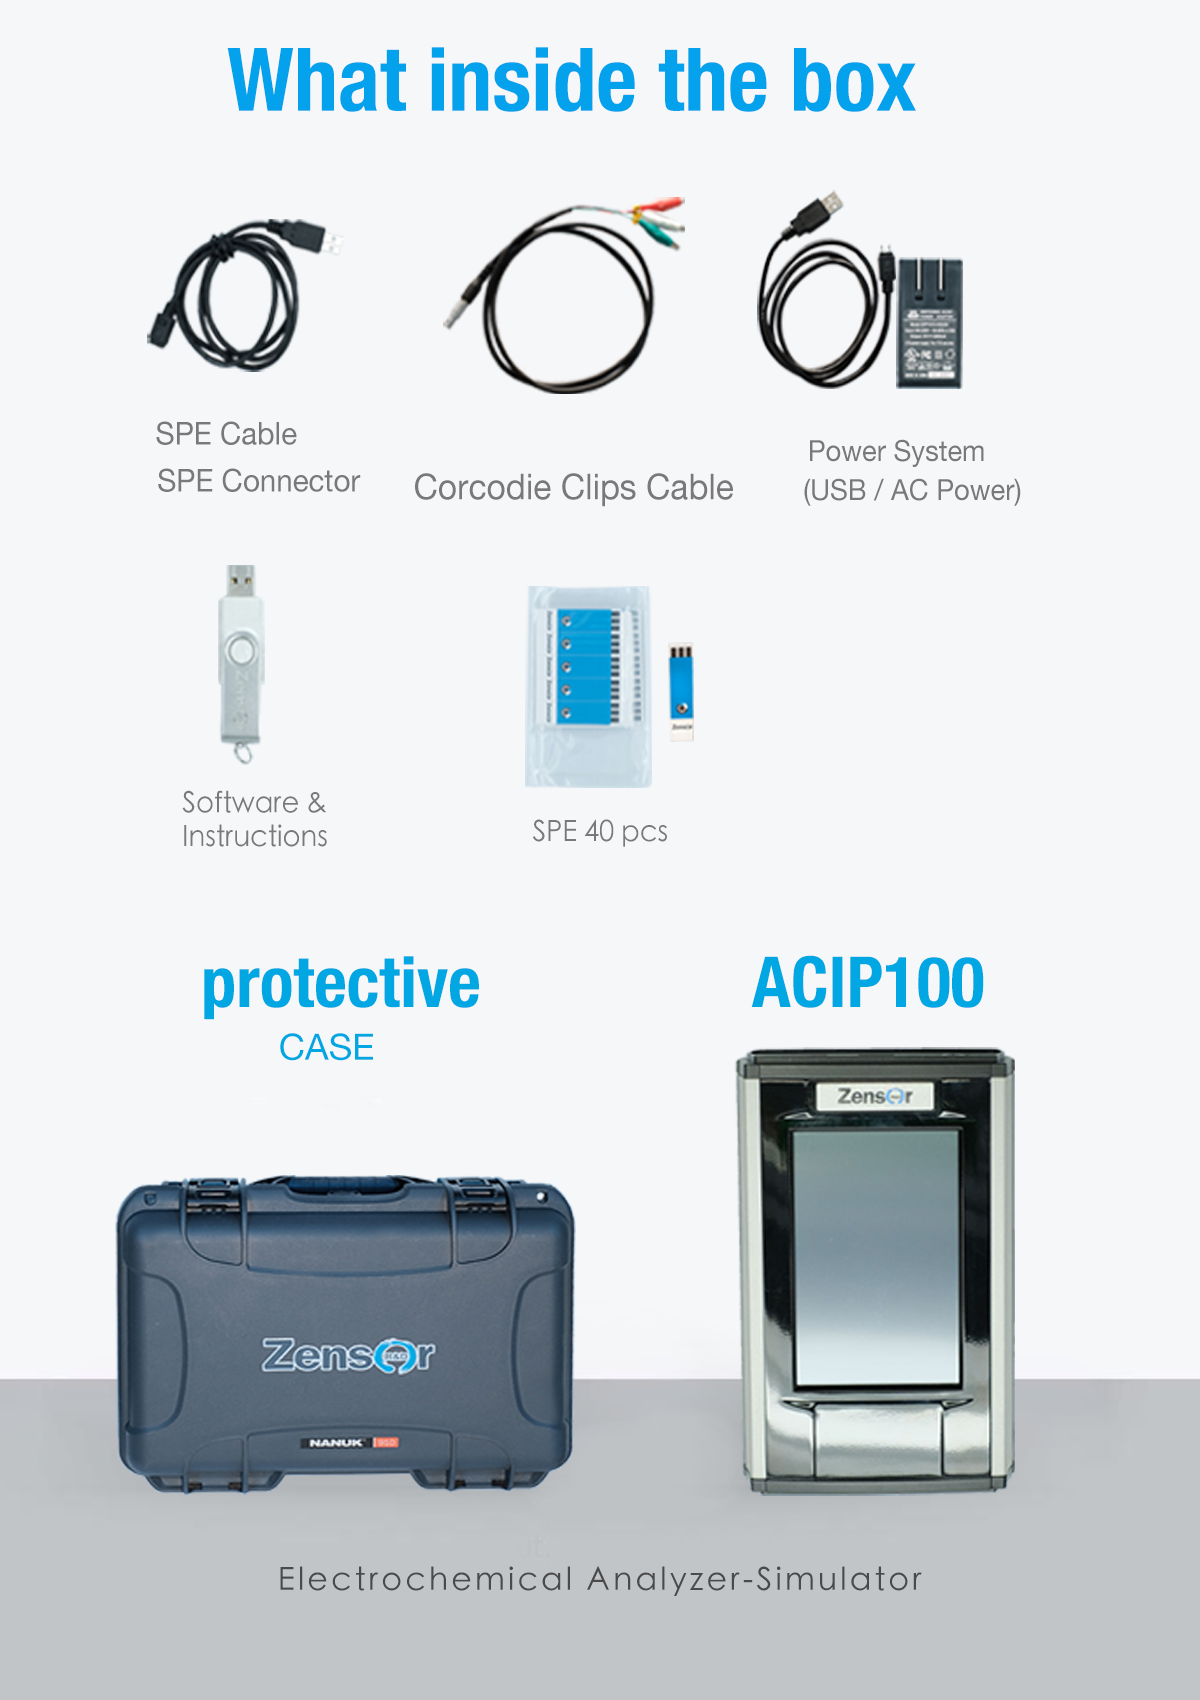 What inside the box
SPE Cable
SPE Connector
Corcodie Clips Cable
Power System
(USB / AC Power)
Software &
Instructions
SPE 40 pcs
protective
CASE
ACIP100
Zensor
Zensor
R&D
NANUK
Electrochemical Analyzer-Simulator